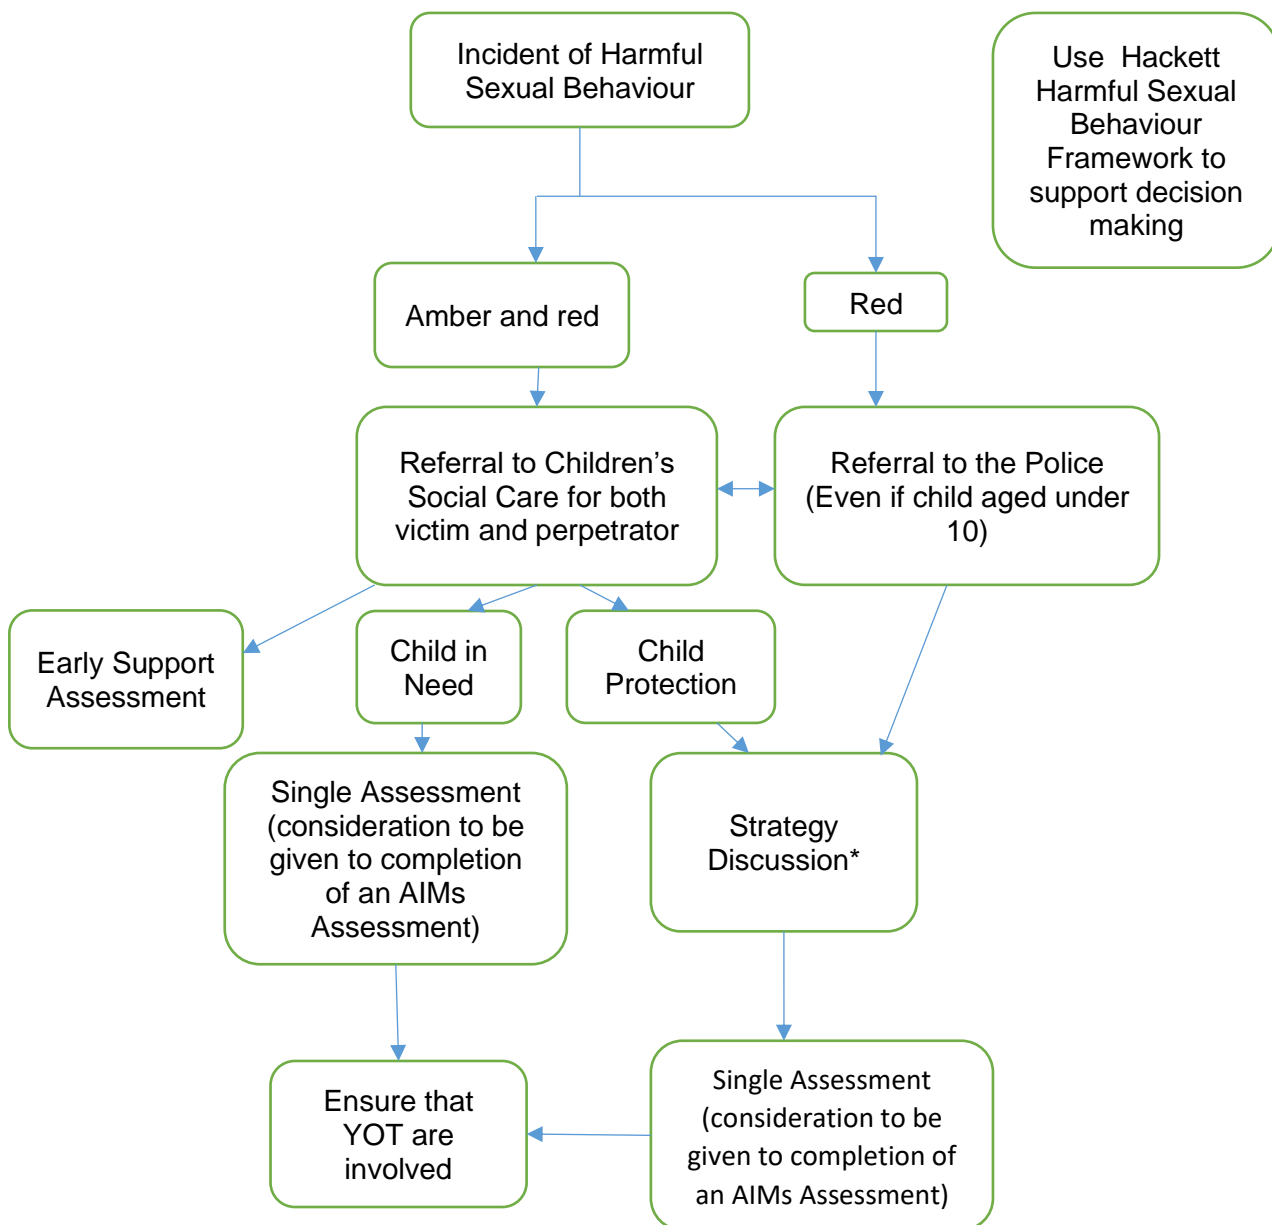 Incident of Harmful
Sexual Behaviour
Use Hackett
Harmful Sexual
Behaviour
Framework to
support decision
making
Amber and red
Red
Referral to Children’s
Social Care for both
victim and perpetrator
Referral to the Police
(Even if child aged under
10)
Early Support
Assessment
Child in
Need
Child
Protection
Single Assessment
(consideration to be
given to completion
of an AIMs
Assessment)
Strategy
Discussion*
Ensure that
YOT are
involved
Single Assessment
(consideration to be
given to completion of
an AIMs Assessment)